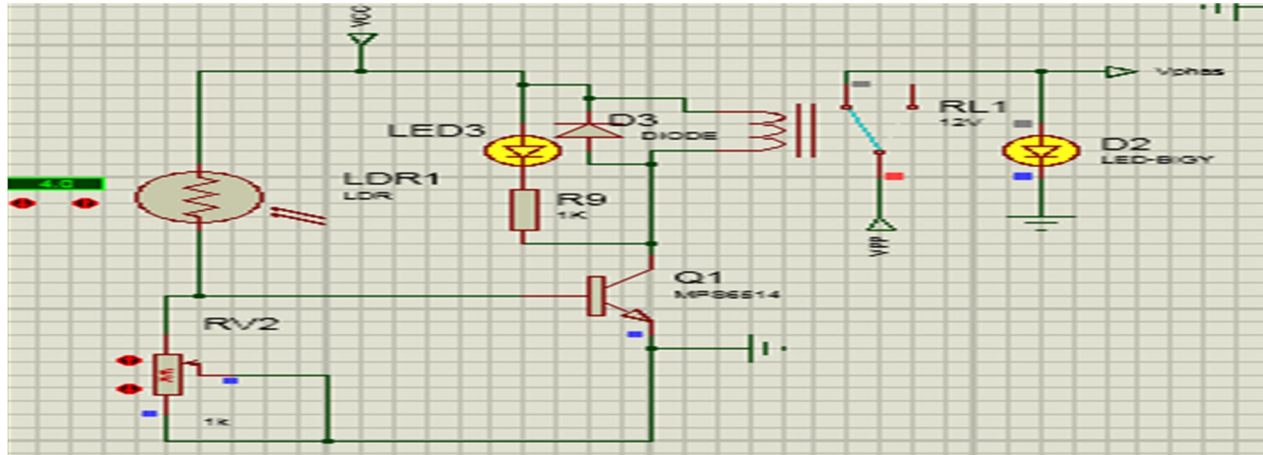 VCC
Vphas
RL1
12V
D3
DIODE
LED3
D2
LED-BIGY
4.0
LDR1
LDR
R9
1K
VPP
Q1
MPS6514
RV2
1k